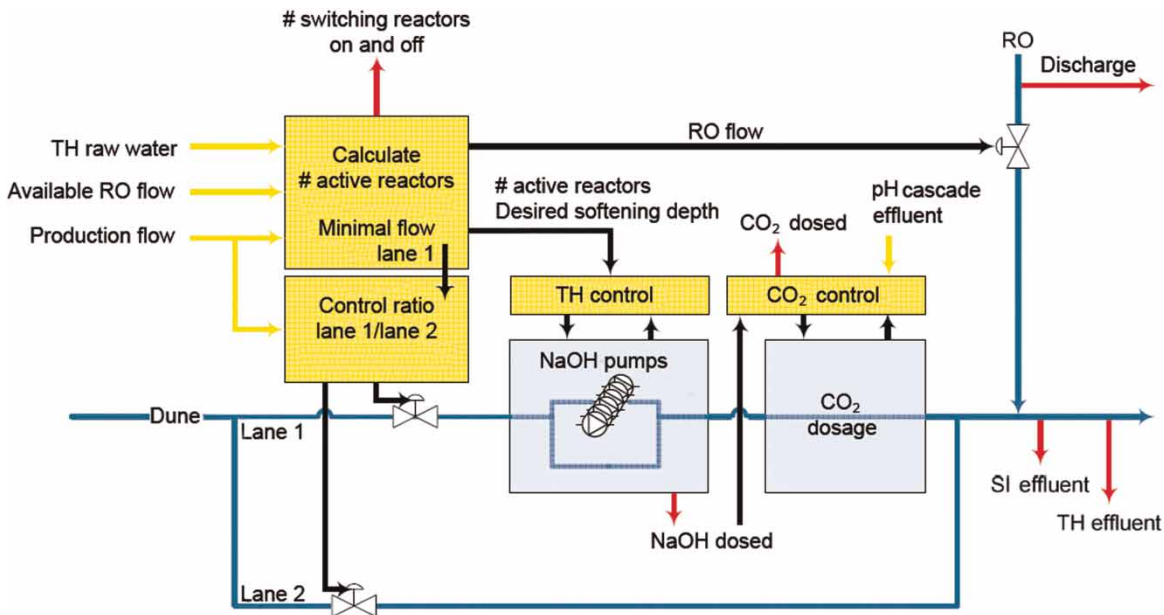 # switching reactors
on and off
RO
Discharge
TH raw water
Available RO flow
Production flow
Calculate
# active reactors
Minimal flow
lane 1
RO flow
# active reactors
Desired softening depth
pH cascade
effluent
CO₂ dosed
Control ratio
lane 1/lane 2
TH control
CO₂ control
NaOH pumps
CO₂
dosage
Dune
Lane 1
SI effluent
TH effluent
NaOH dosed
Lane 2